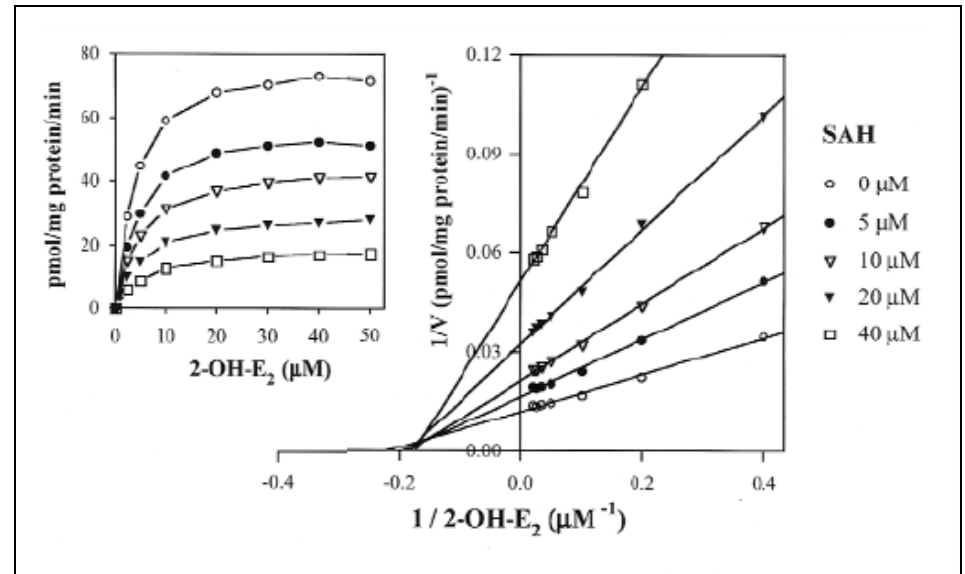 80
60
40
20
0
pmol/mg protein/min
0 10 20 30 40 50
2-OH-E₂ (μM)
0.12
0.09
0.06
0.03
0.00
1/V (pmol/mg protein/min)⁻¹
-0.4 -0.2 0.0 0.2 0.4
1 / 2-OH-E₂ (μM⁻¹)
SAH
0 μM
5 μM
10 μM
20 μM
40 μM